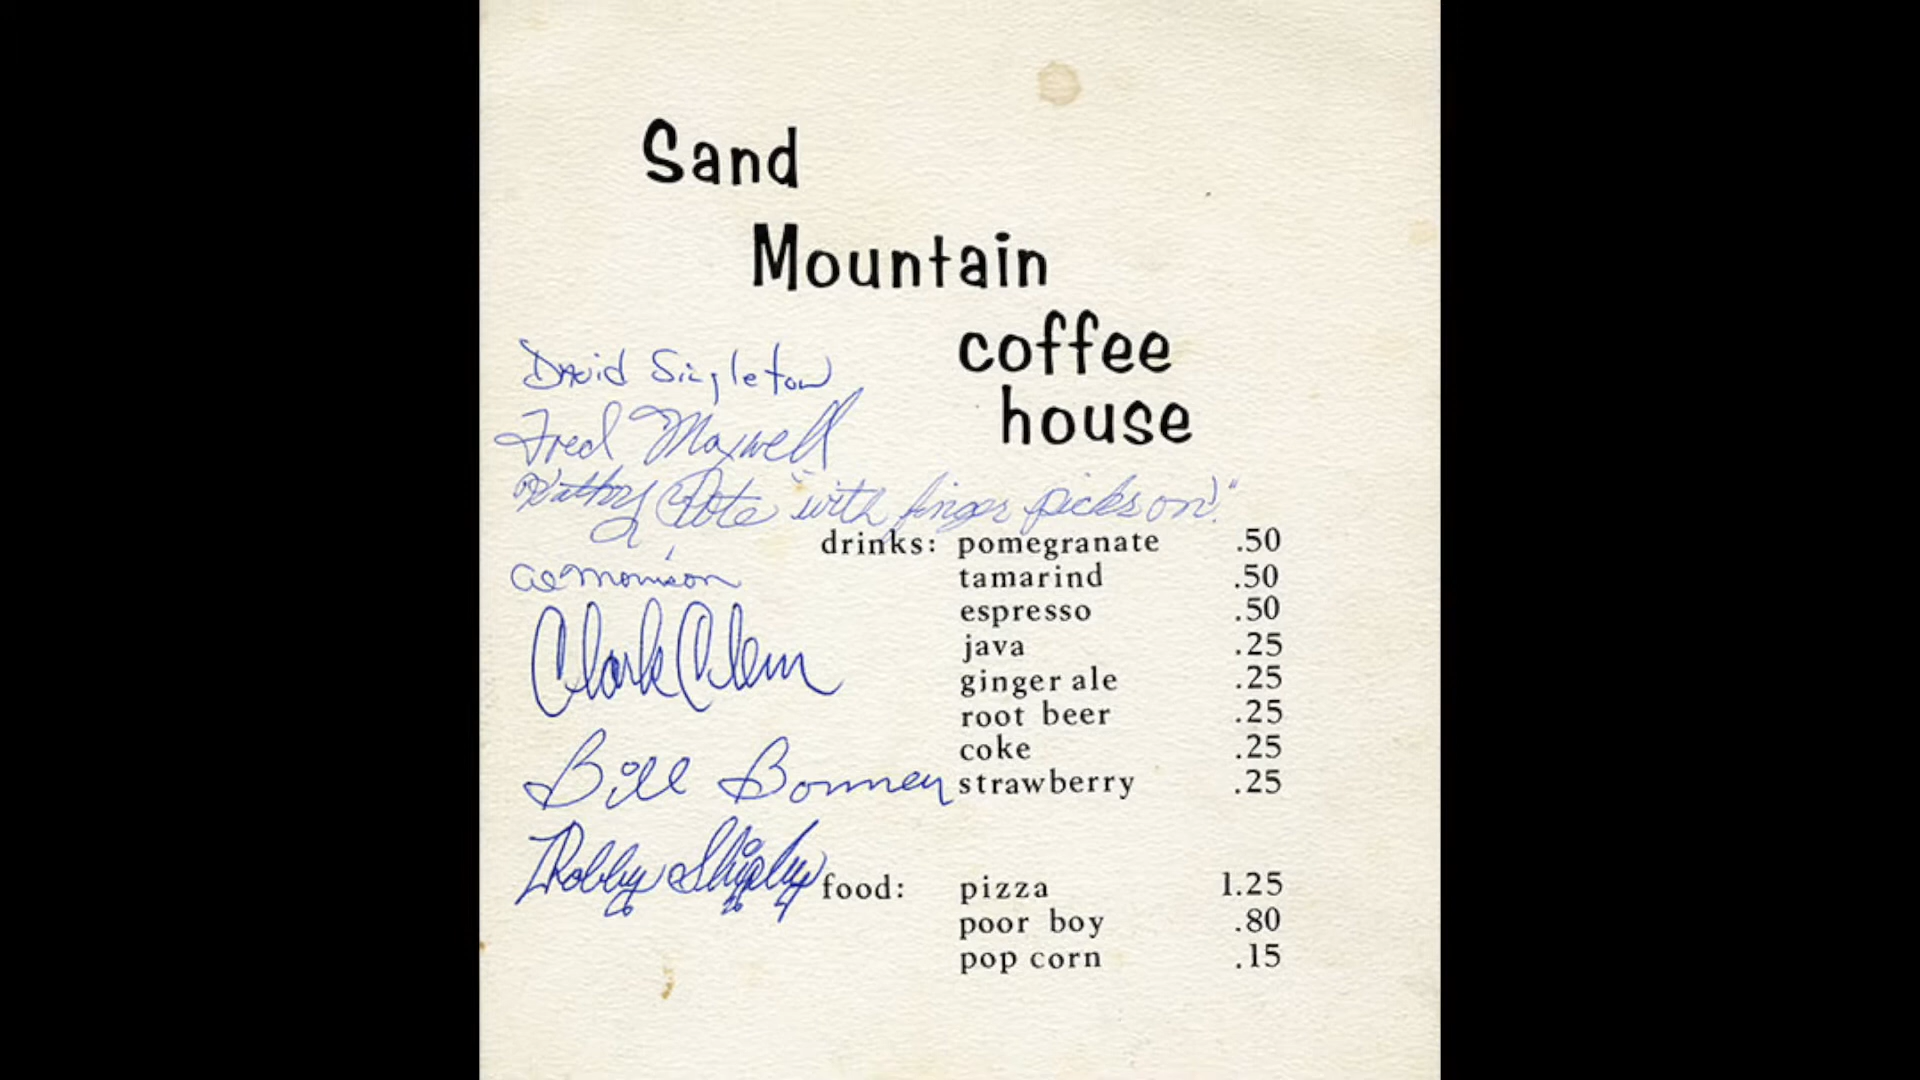 Sand
Mountain
coffee
house
David Singleton
Fred Maxwell
"with finger picks on!"
drinks: pomegranate .50
tamarind .50
espresso .50
java .25
ginger ale .25
root beer .25
coke .25
strawberry .25
Clark Clem
Bill Bonney
food: pizza 1.25
poor boy .80
pop corn .15